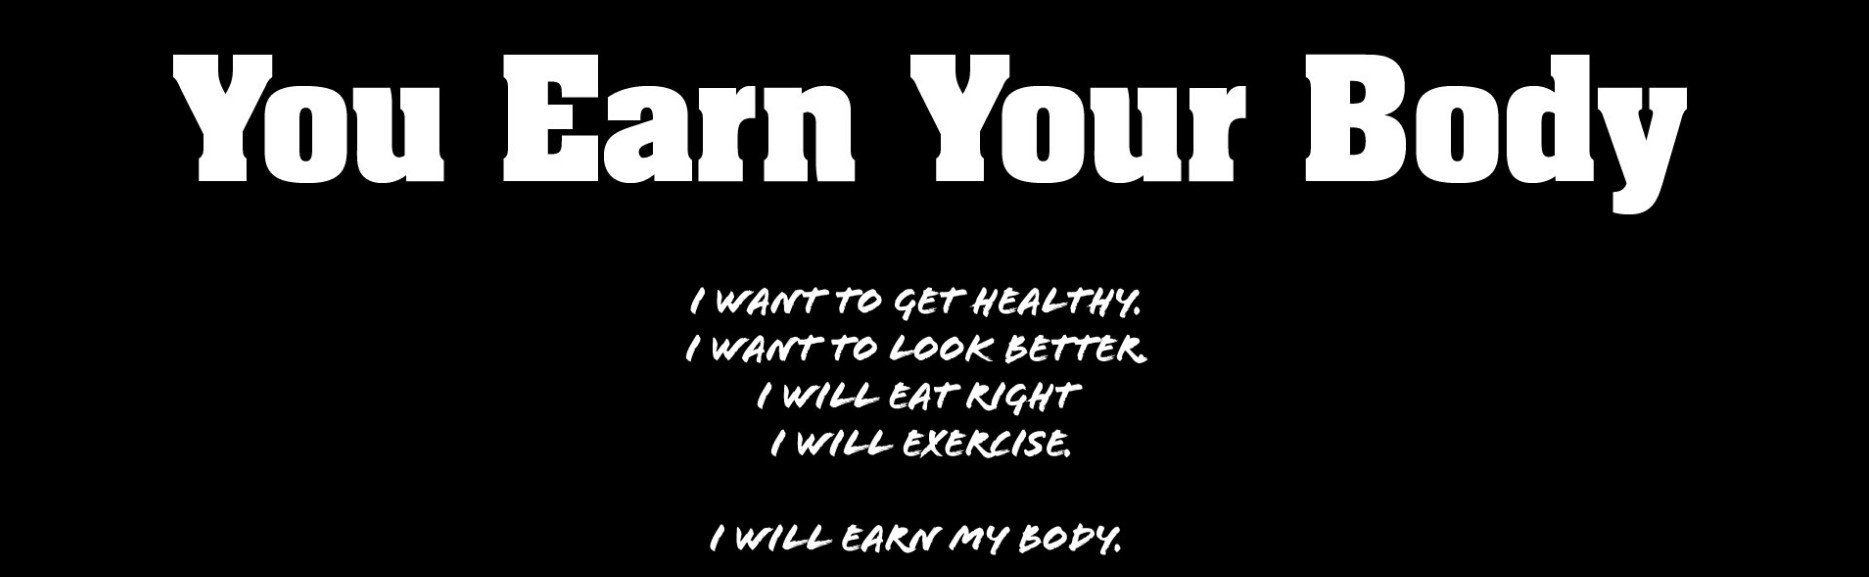 You Earn Your Body
I WANT TO GET HEALTHY.
I WANT TO LOOK BETTER.
I WILL EAT RIGHT
I WILL EXERCISE.
I WILL EARN MY BODY.